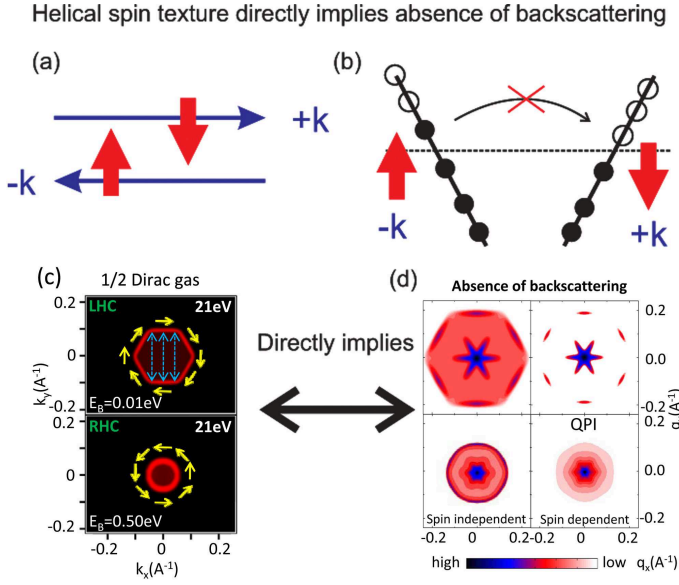 Helical spin texture directly implies absence of backscattering
(a)
+k
-k
(b)
-k
+k
(c)
1/2 Dirac gas
LHC 21eV
E_B=0.01eV
RHC 21eV
E_B=0.50eV
0.2
0
-0.2
0.2
0
-0.2
k_y(A⁻¹)
-0.2 0 0.2
k_x(A⁻¹)
Directly implies
(d)
Absence of backscattering
QPI
Spin independent
Spin dependent
0.2
0.0
-0.2
0.2
0.0
-0.2
(A⁻¹)
-0.2 0 0.2 -0.2 0 0.2
high low q_x(A⁻¹)